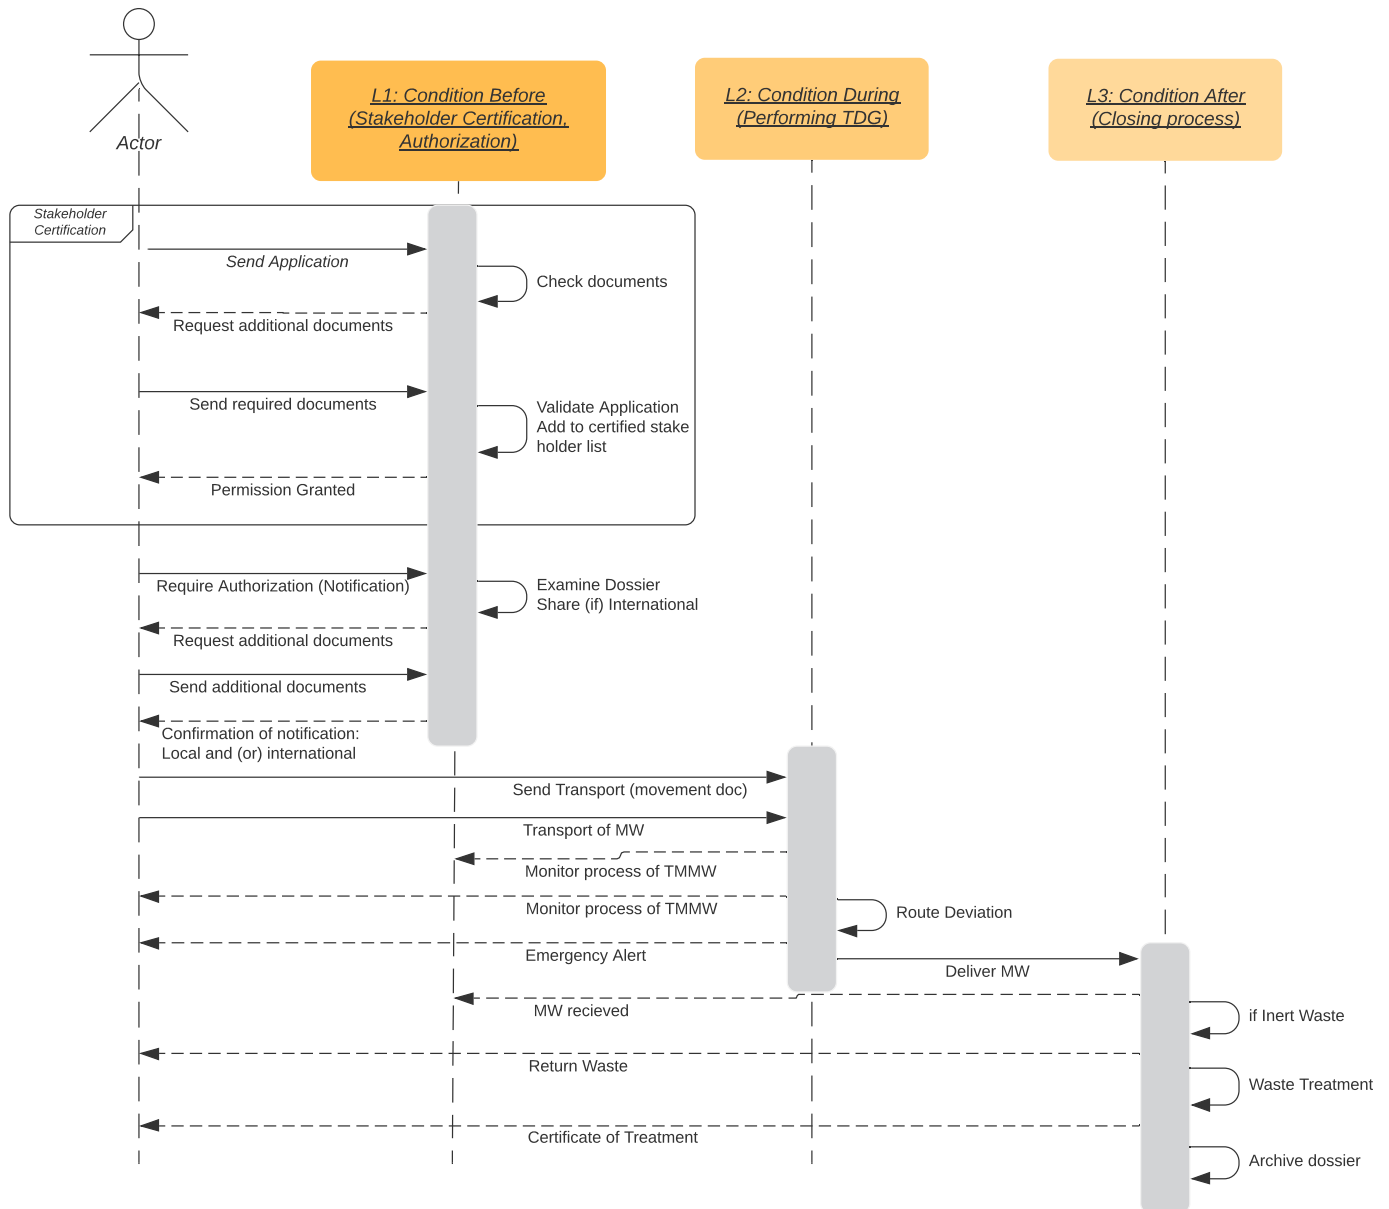 Actor
L1: Condition Before
(Stakeholder Certification,
Authorization)
L2: Condition During
(Performing TDG)
L3: Condition After
(Closing process)
Stakeholder
Certification
Send Application
Check documents
Request additional documents
Send required documents
Validate Application
Add to certified stake
holder list
Permission Granted
Require Authorization (Notification)
Examine Dossier
Share (if) International
Request additional documents
Send additional documents
Confirmation of notification:
Local and (or) international
Send Transport (movement doc)
Transport of MW
Monitor process of TMMW
Monitor process of TMMW
Route Deviation
Emergency Alert
Deliver MW
MW recieved
if Inert Waste
Return Waste
Waste Treatment
Certificate of Treatment
Archive dossier